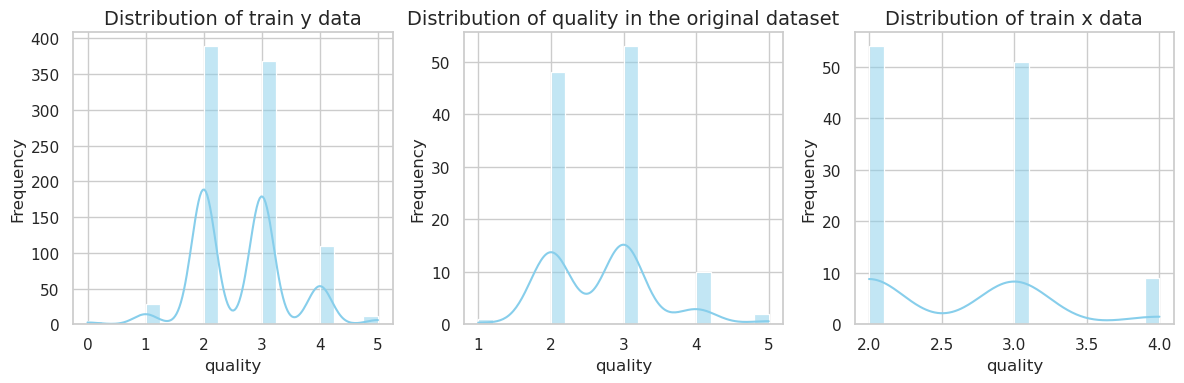 Distribution of train y data
Frequency
400
350
300
250
200
150
100
50
0
0 1 2 3 4 5
quality
Distribution of quality in the original dataset
Frequency
50
40
30
20
10
0
1 2 3 4 5
quality
Distribution of train x data
Frequency
50
40
30
20
10
0
2.0 2.5 3.0 3.5 4.0
quality